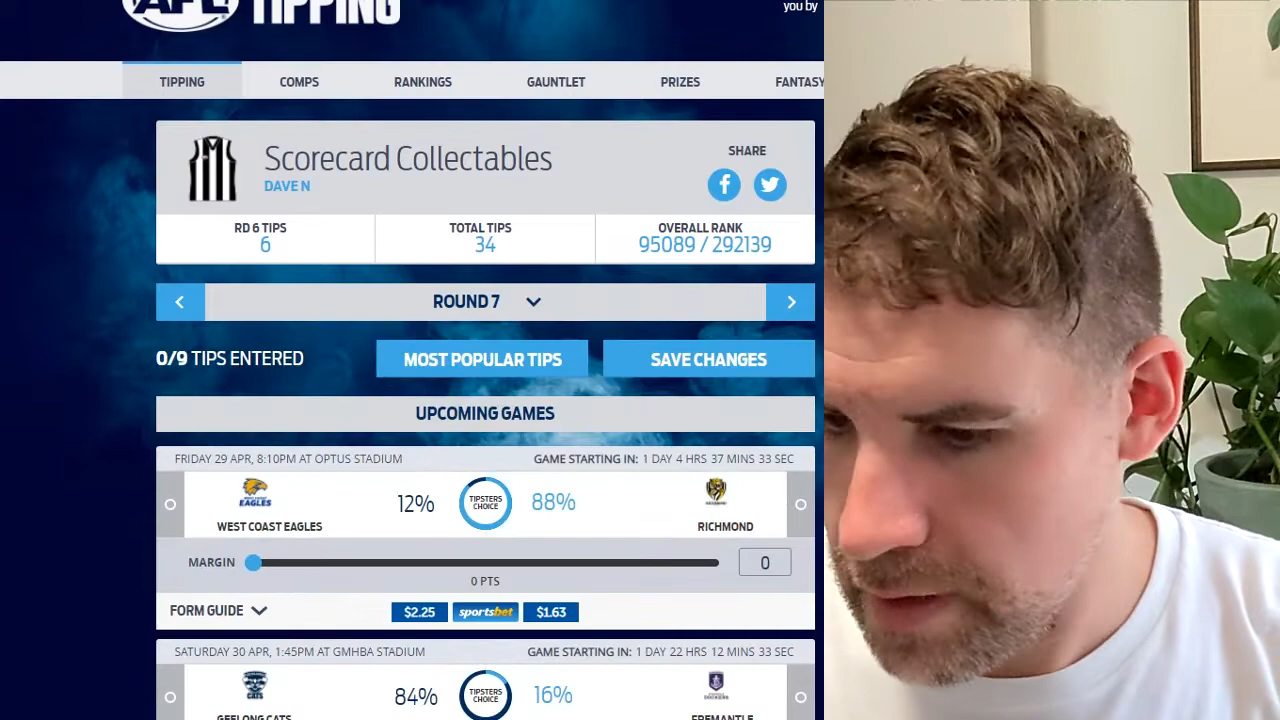 AFL TIPPING
you by
TIPPING COMPS RANKINGS GAUNTLET PRIZES FANTASY
Scorecard Collectables
DAVE N
SHARE
RD 6 TIPS TOTAL TIPS OVERALL RANK
6 34 95089 / 292139
ROUND 7
0/9 TIPS ENTERED MOST POPULAR TIPS SAVE CHANGES
UPCOMING GAMES
FRIDAY 29 APR, 8:10PM AT OPTUS STADIUM GAME STARTING IN: 1 DAY 4 HRS 37 MINS 33 SEC
12% TIPSTERS CHOICE 88%
WEST COAST EAGLES RICHMOND
MARGIN 0
0 PTS
FORM GUIDE $2.25 sportsbet $1.63
SATURDAY 30 APR, 1:45PM AT GMHBA STADIUM GAME STARTING IN: 1 DAY 22 HRS 12 MINS 33 SEC
84% TIPSTERS CHOICE 16%
GEELONG CATS FREMANTLE